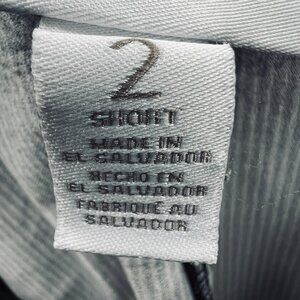 2
SHORT
MADE IN
EL SALVADOR
HECHO EN
EL SALVADOR
FABRIQUÉ AU
SALVADOR